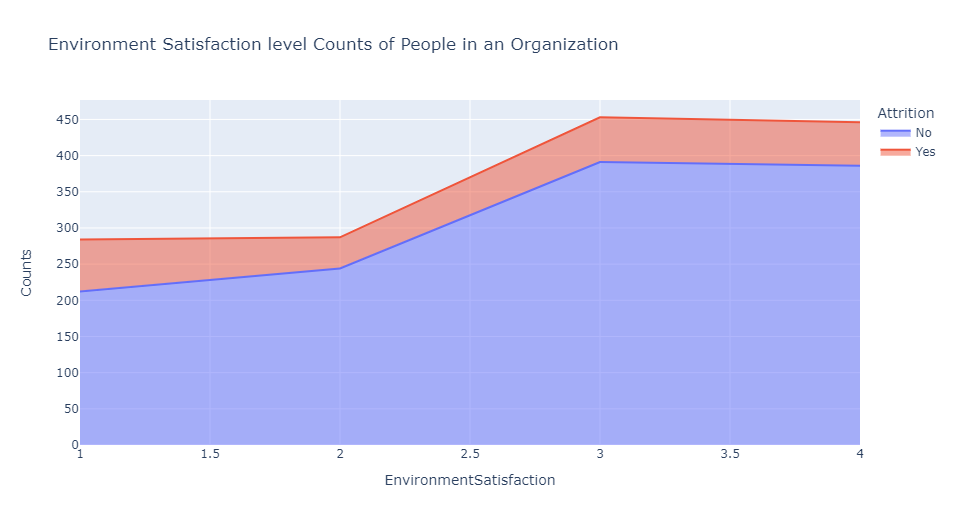 Environment Satisfaction level Counts of People in an Organization
Attrition
No
Yes
450
400
350
300
250
200
150
100
50
0
Counts
1
1.5
2
2.5
3
3.5
4
EnvironmentSatisfaction